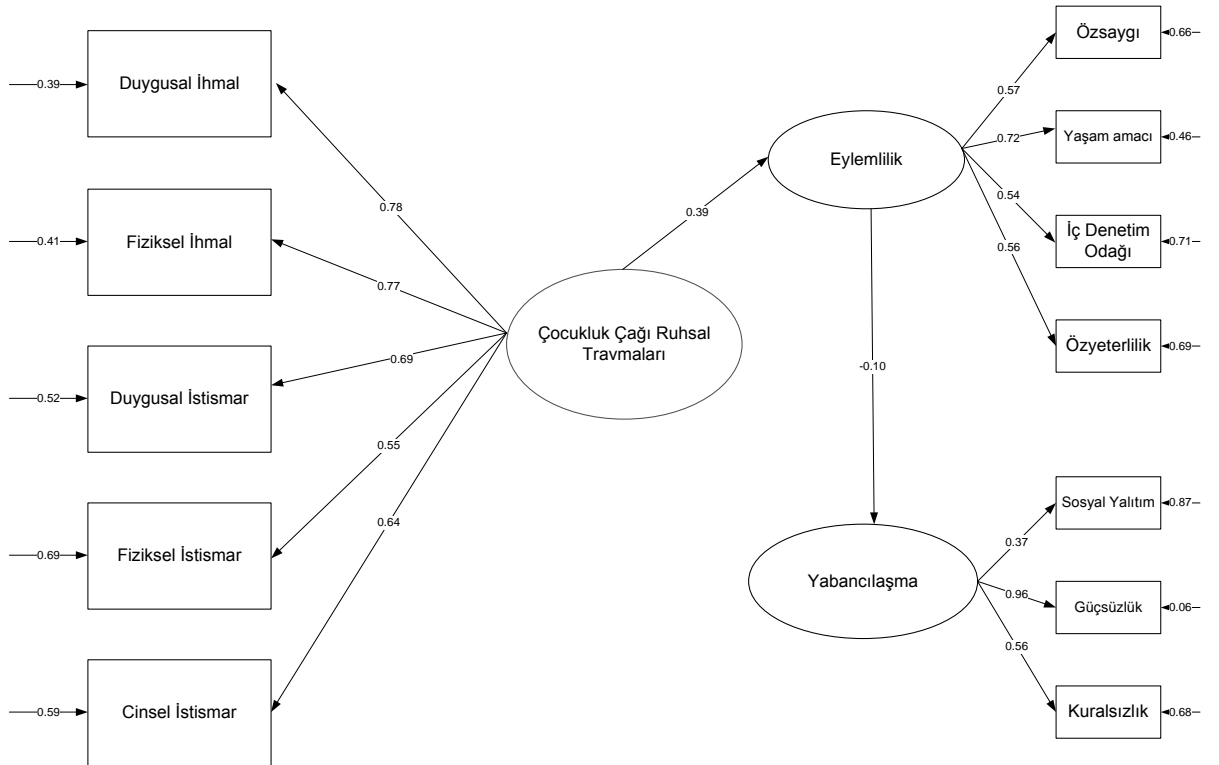 0.39
Duygusal İhmal
0.41
Fiziksel İhmal
0.52
Duygusal İstismar
0.69
Fiziksel İstismar
0.59
Cinsel İstismar
0.78
0.77
0.69
0.55
0.64
Çocukluk Çağı Ruhsal
Travmaları
0.39
Eylemlilik
-0.10
Yabancılaşma
0.57
0.72
0.54
0.56
Özsaygı
0.66
Yaşam amacı
0.46
İç Denetim
Odağı
0.71
Özyeterlilik
0.69
0.37
0.96
0.56
Sosyal Yalıtım
0.87
Güçsüzlük
0.06
Kuralsızlık
0.68